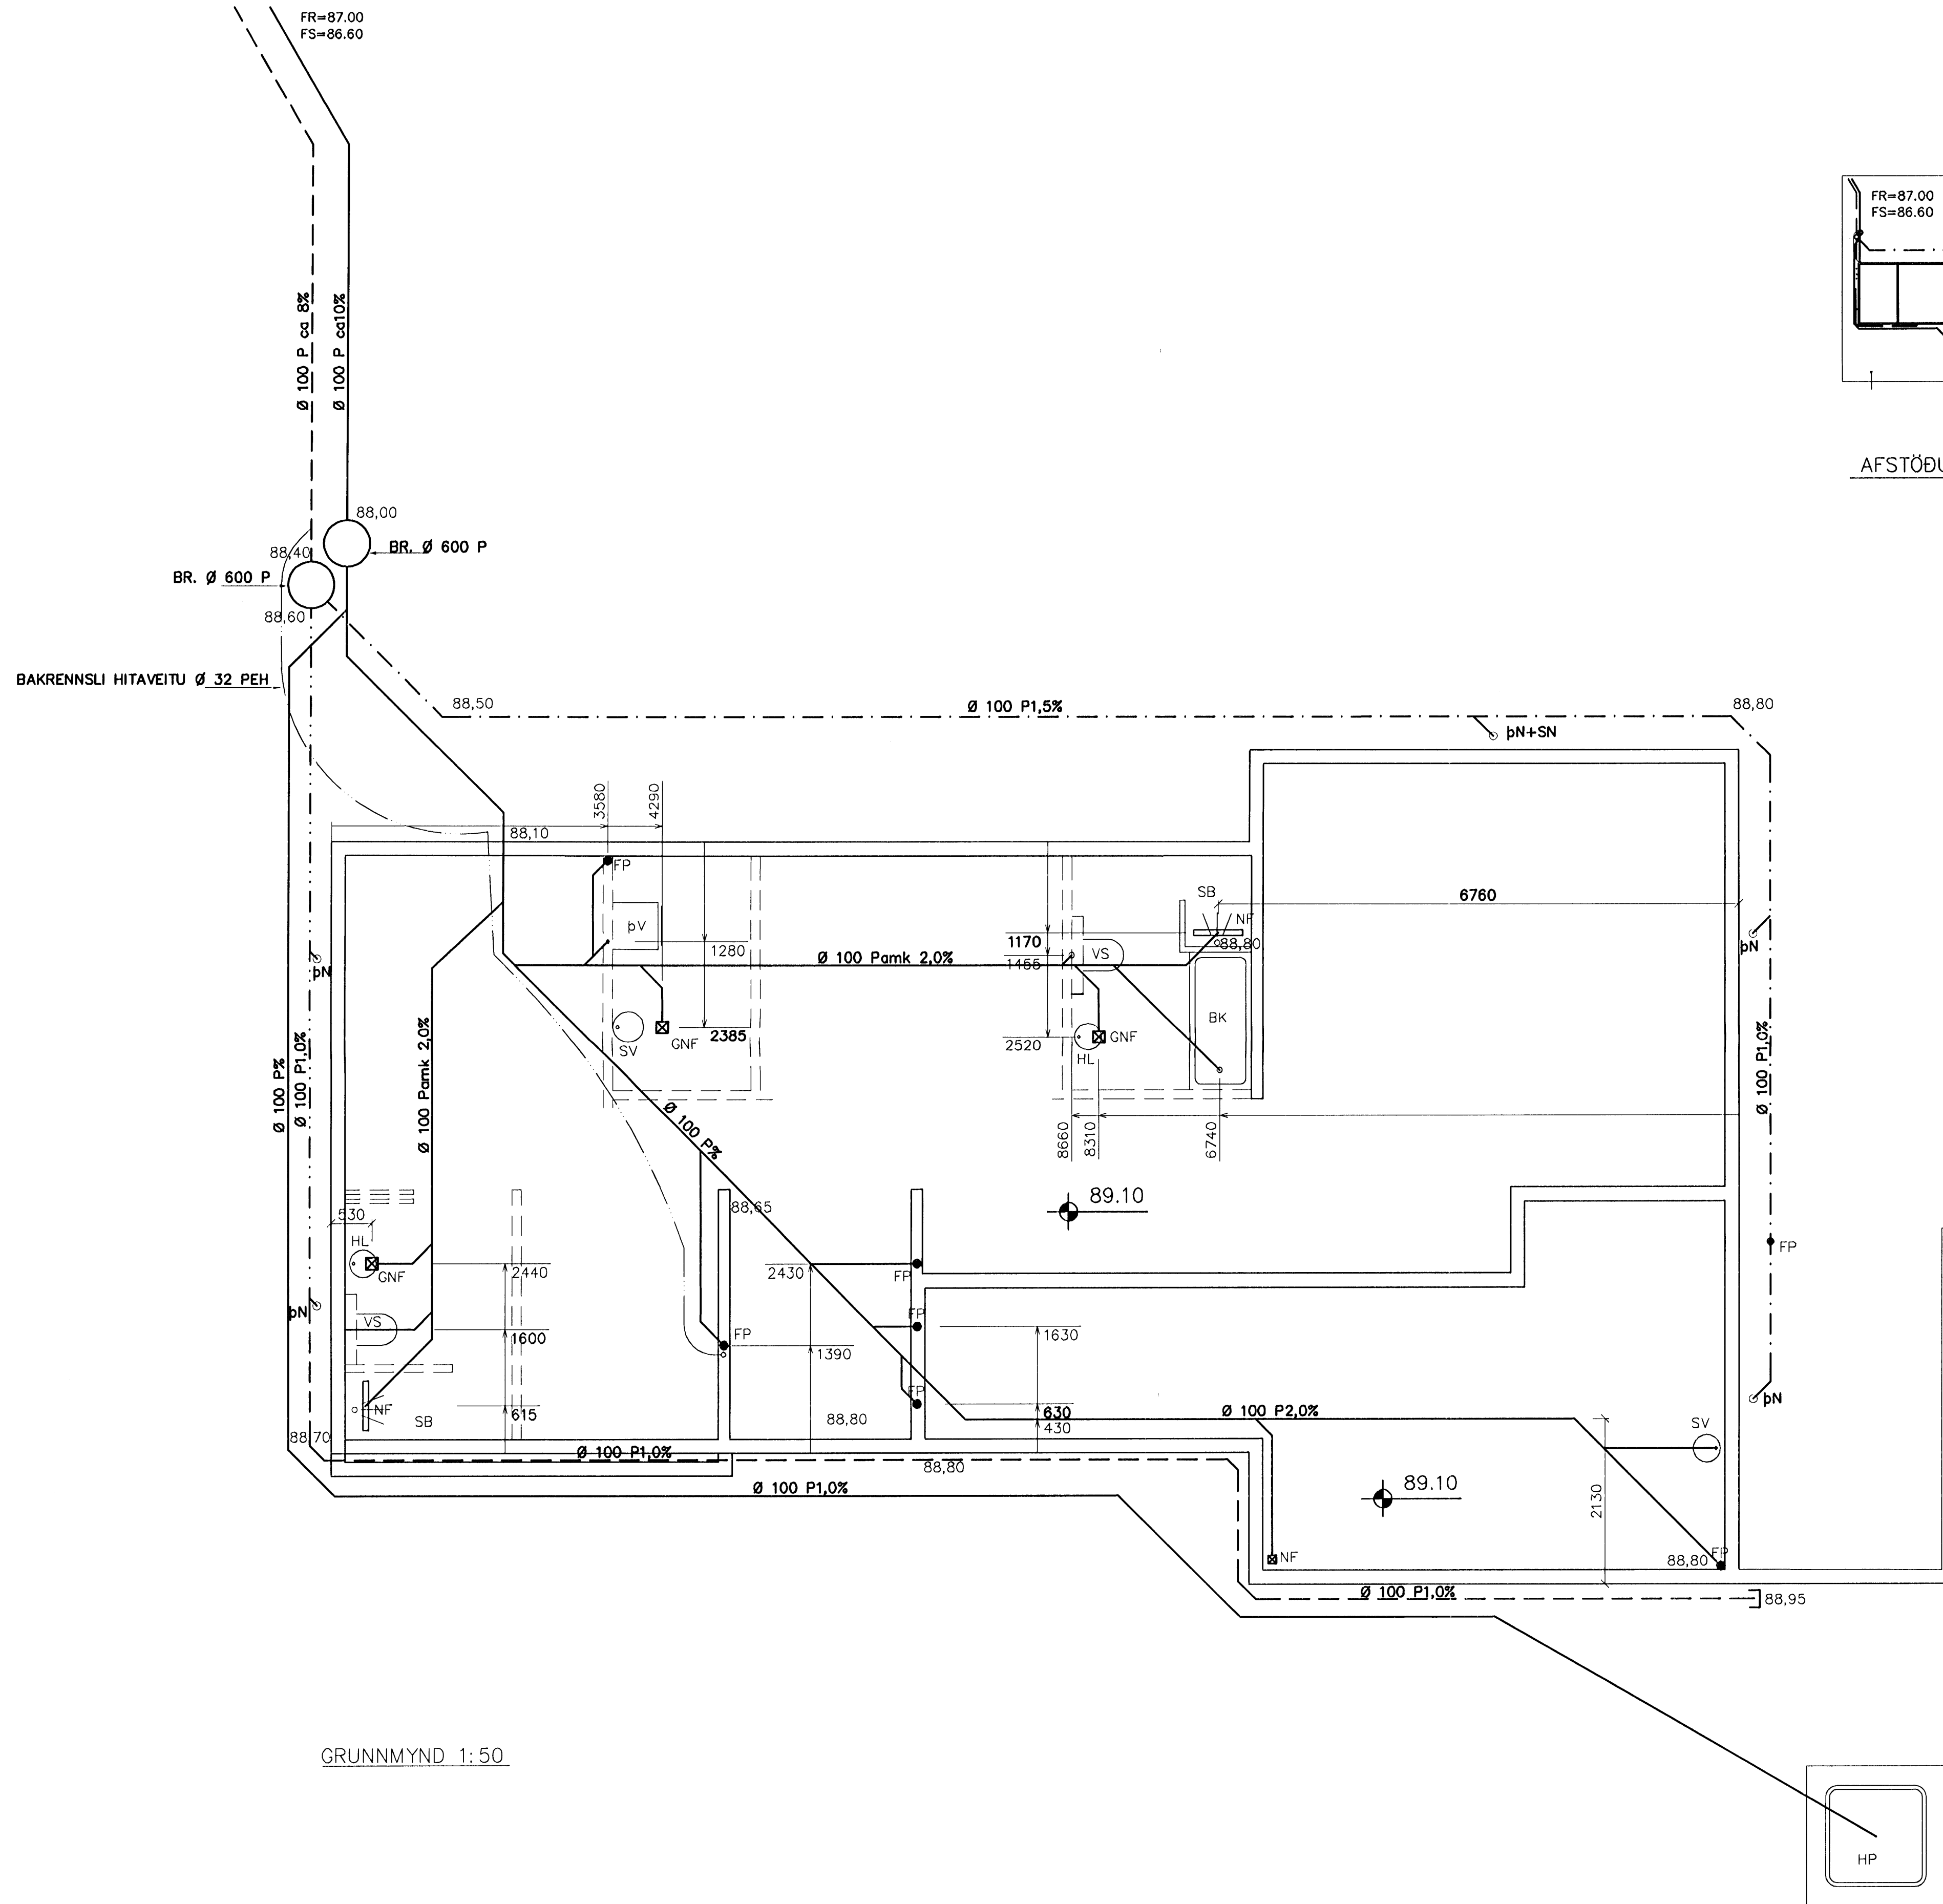 FR=87.00
FS=86.60
FR=87.00
FS=86.60
Ø 100 P ca 8%
Ø 100 P ca10%
88,00
BR. Ø 600 P
88,40
BR. Ø 600 P
88,60
BAKRENNSLI HITAVEITU Ø 32 PEH
88,50
Ø 100 P1,5%
88,80
þN+SN
3580
4290
88,10
FP
þV
1280
2385
SV
GNF
Ø 100 Pamk 2,0%
SB
NF
88,80
6760
1170
1455
VS
2520
HL
GNF
BK
8660
8310
6740
þN
þN
Ø 100 P%
Ø 100 P1,0%
Ø 100 Pamk 2,0%
Ø 100 P%
Ø 100 P1,0%
88,65
89.10
530
HL
GNF
2440
VS
1600
þN
NF
SB
615
88,70
2430
FP
FP
FP
1390
FP
1630
88,80
630
430
FP
Ø 100 P2,0%
SV
þN
Ø 100 P1,0%
88,80
Ø 100 P1,0%
89.10
2130
NF
88,80
FP
Ø 100 P1,0%
88,95
GRUNNMYND 1:50
HP